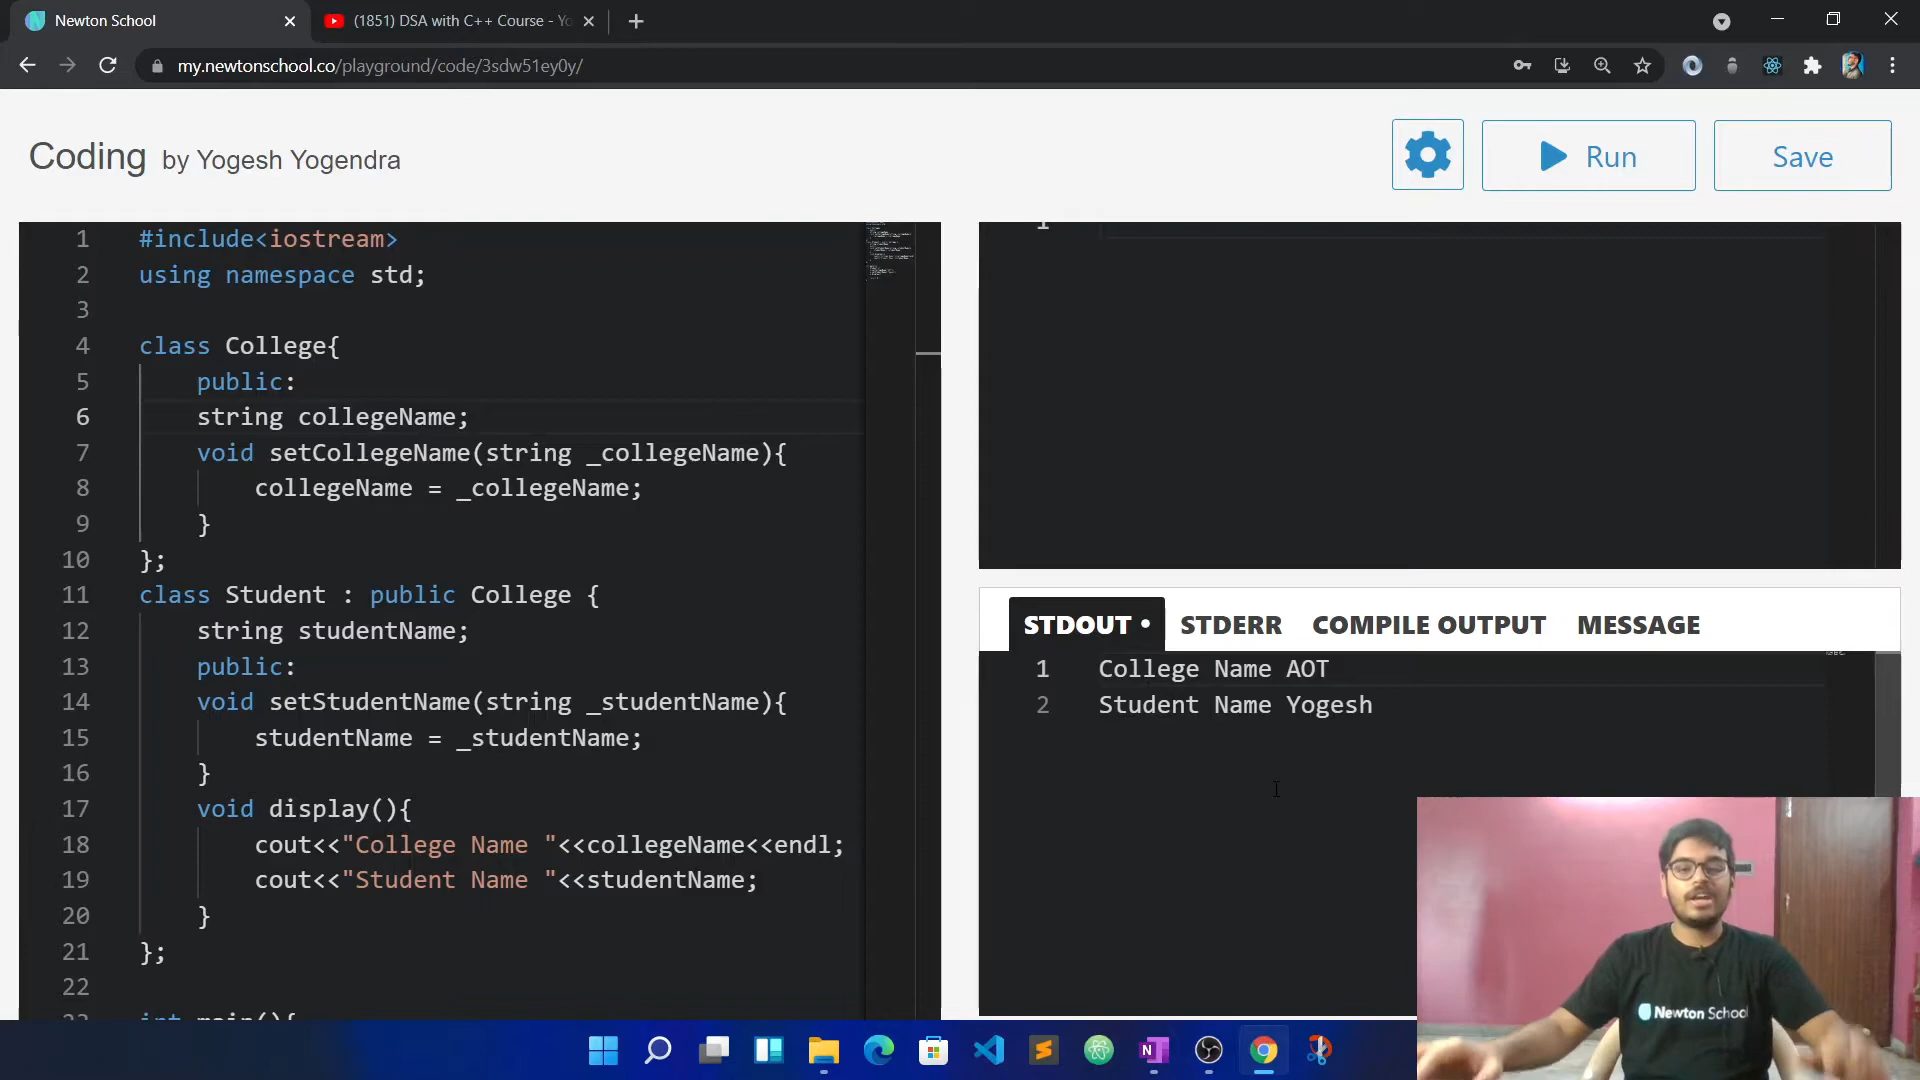 Newton School
(1851) DSA with C++ Course - Yo
my.newtonschool.co/playground/code/3sdw51ey0y/
Coding by Yogesh Yogendra
Run
Save
1 #include<iostream>
2 using namespace std;
3
4 class College{
5 public:
6 string collegeName;
7 void setCollegeName(string _collegeName){
8 collegeName = _collegeName;
9 }
10 };
11 class Student : public College {
12 string studentName;
13 public:
14 void setStudentName(string _studentName){
15 studentName = _studentName;
16 }
17 void display(){
18 cout<<"College Name "<<collegeName<<endl;
19 cout<<"Student Name "<<studentName;
20 }
21 };
22
23 int main(){
1
STDOUT • STDERR COMPILE OUTPUT MESSAGE
1 College Name AOT
2 Student Name Yogesh
Newton School